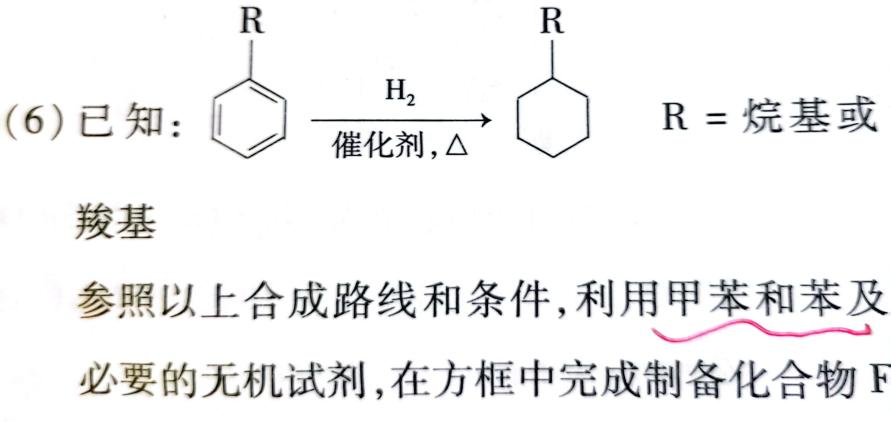 R R
(6)已知: H₂ 催化剂,△ R = 烷基或
羧基
参照以上合成路线和条件,利用甲苯和苯及
必要的无机试剂,在方框中完成制备化合物 F